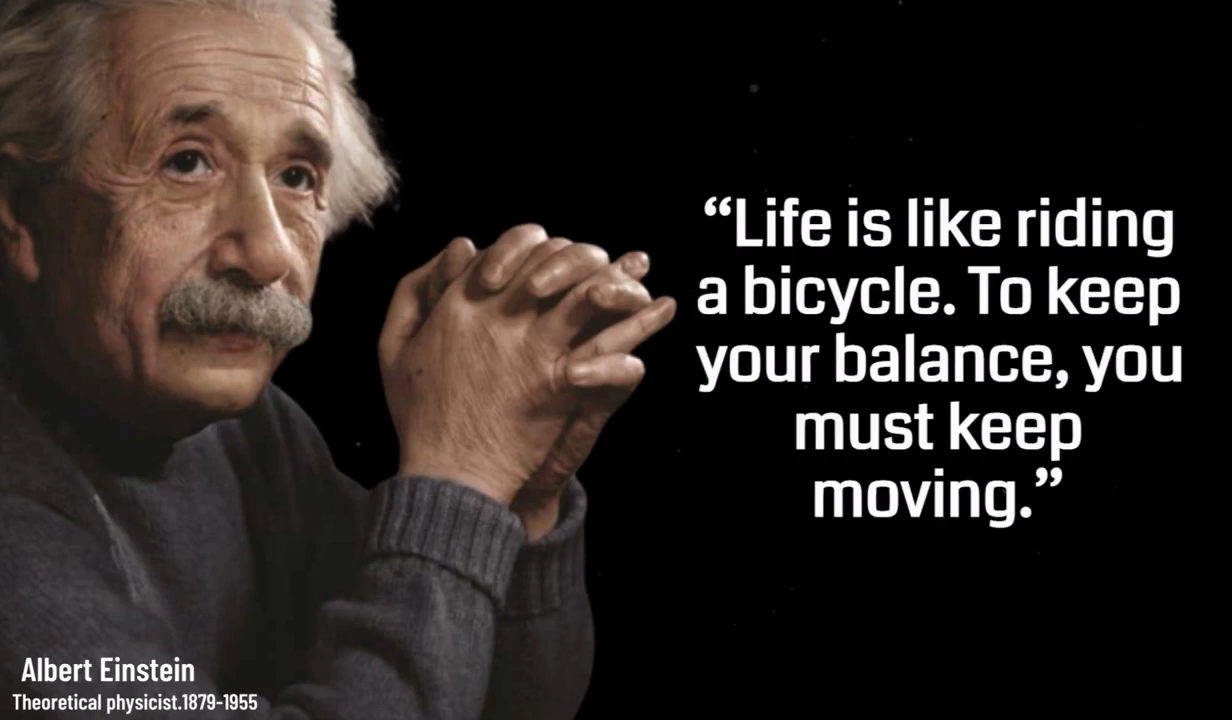 “Life is like riding
a bicycle. To keep
your balance, you
must keep
moving.”
Albert Einstein
Theoretical physicist.1879-1955